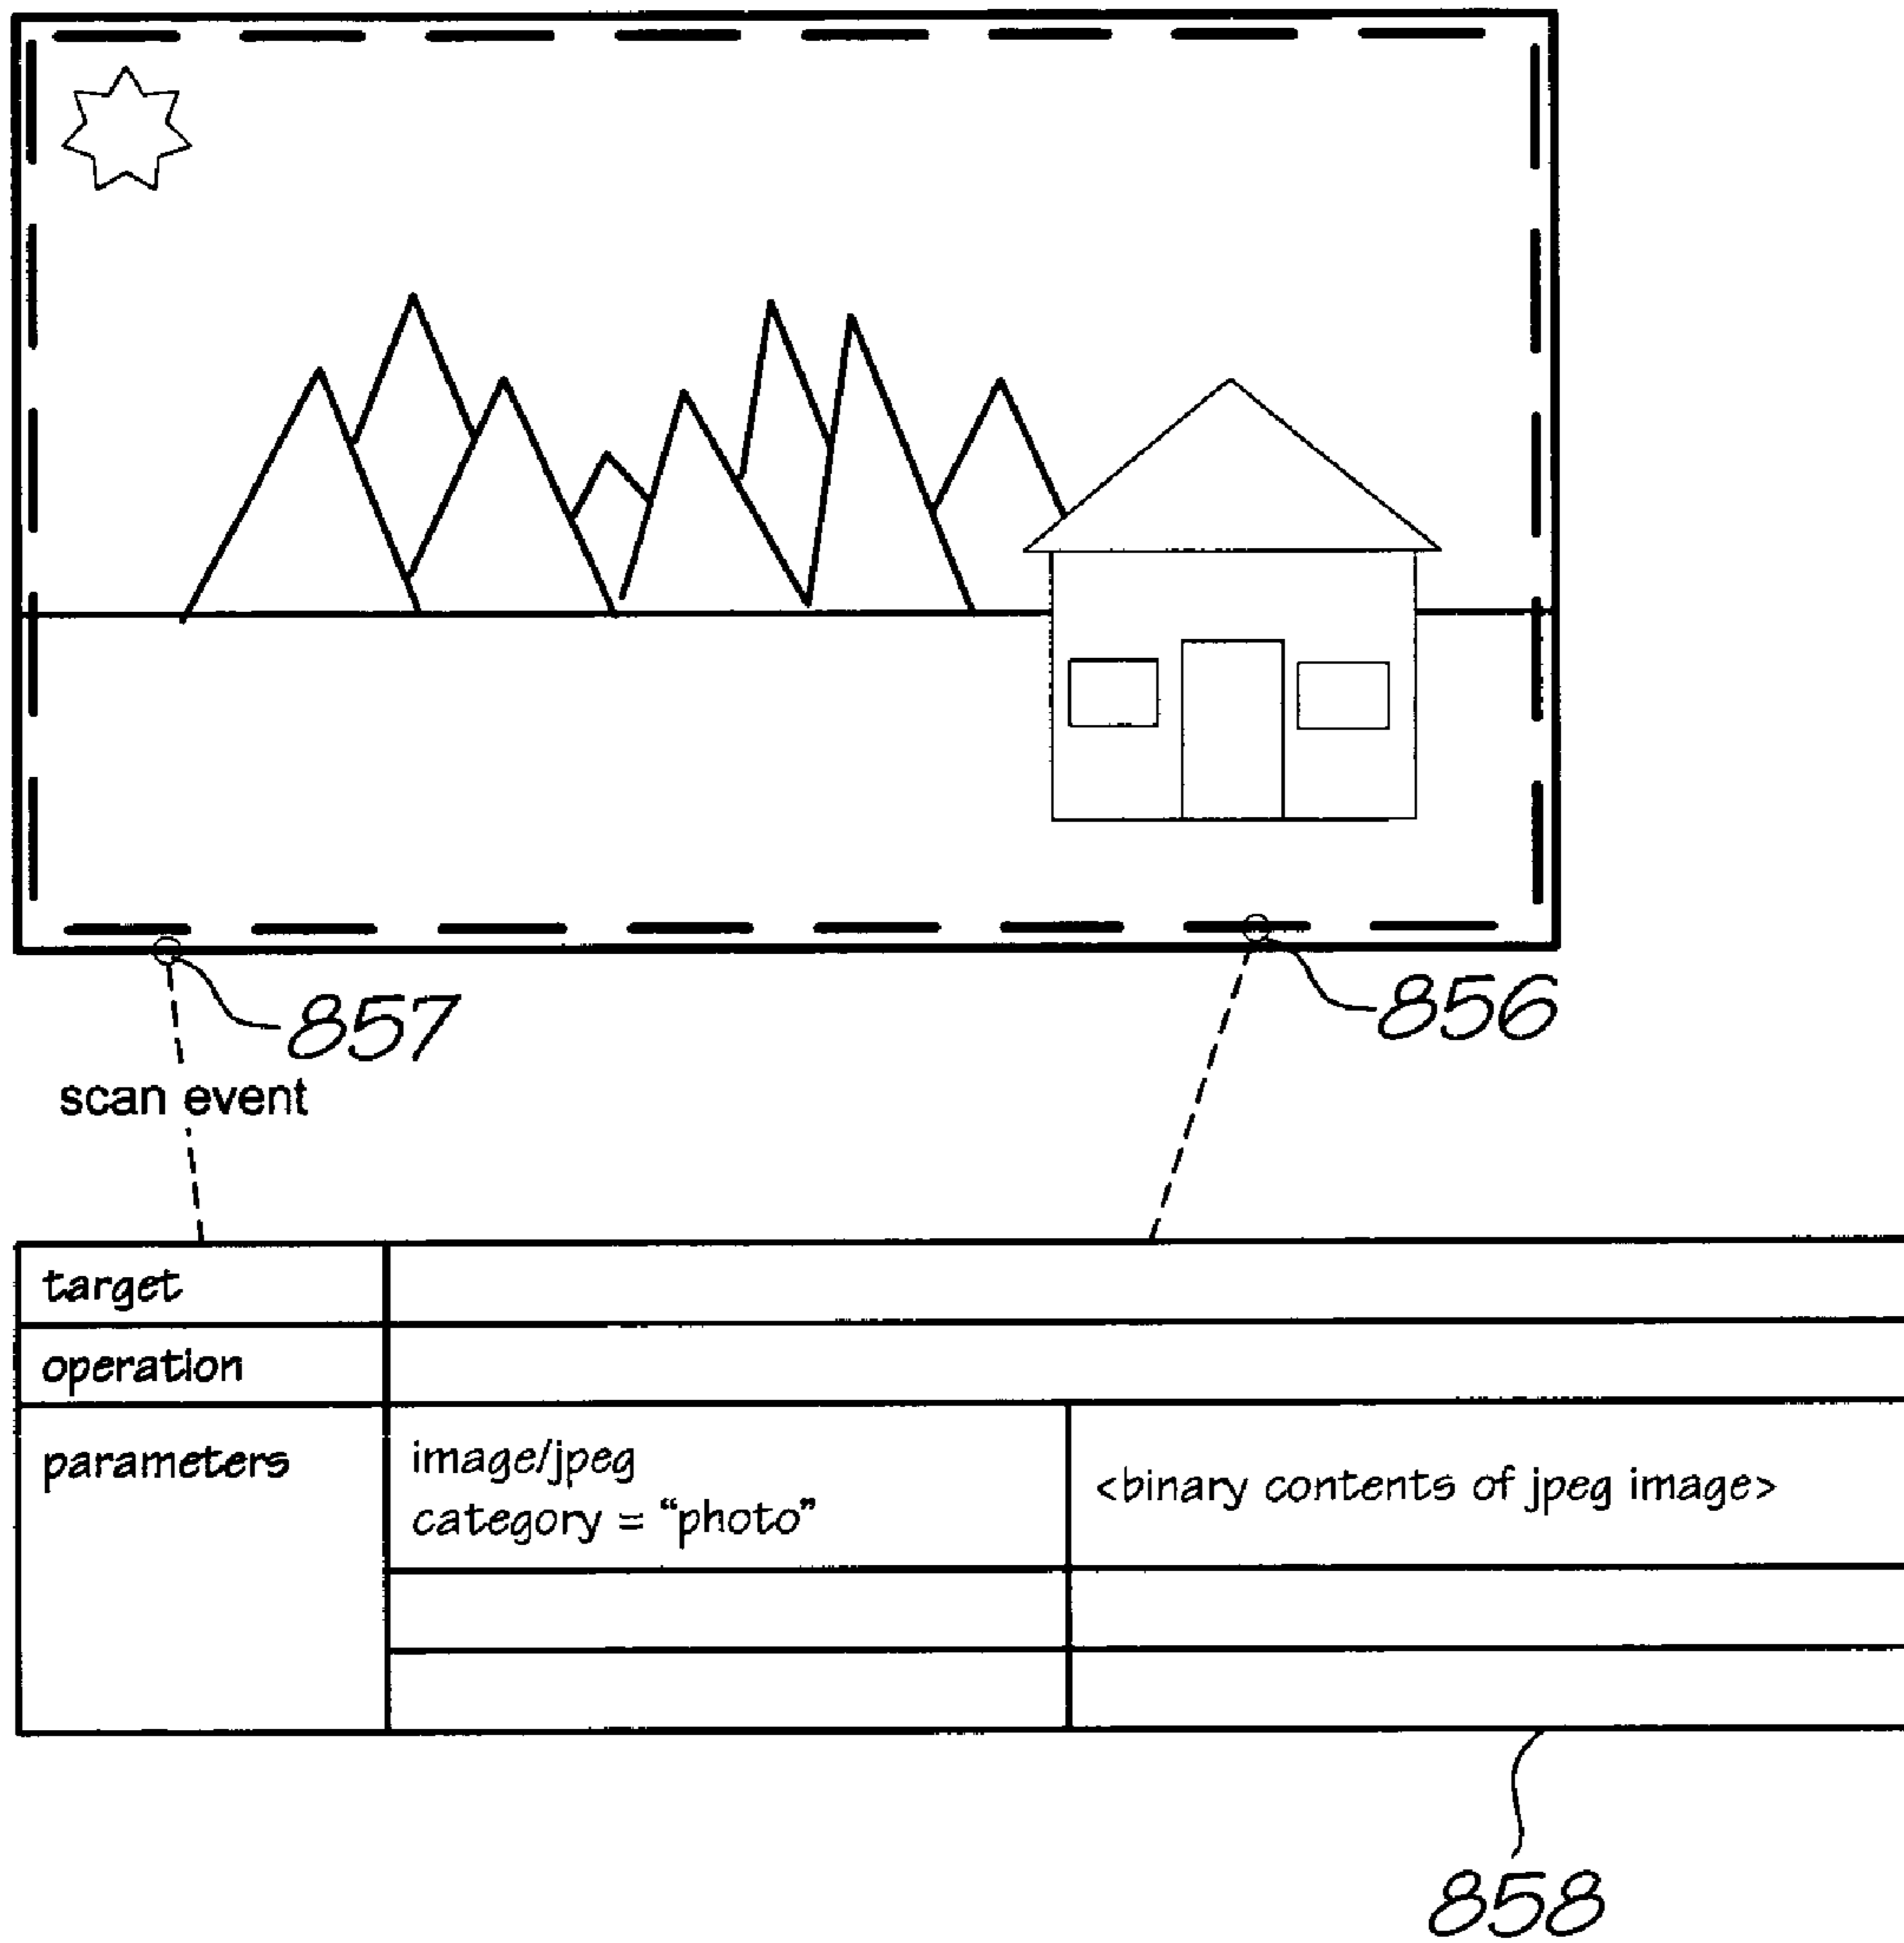 857
856
scan event
target
operation
parameters
image/jpeg
category = “photo”
<binary contents of jpeg image>
858